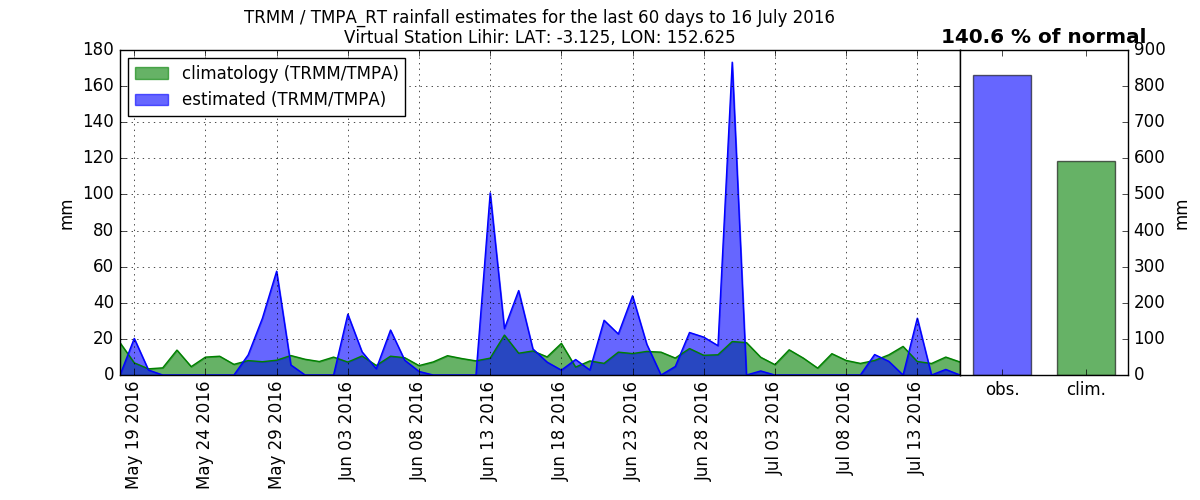 TRMM / TMPA_RT rainfall estimates for the last 60 days to 16 July 2016
Virtual Station Lihir: LAT: -3.125, LON: 152.625
140.6 % of normal
climatology (TRMM/TMPA)
estimated (TRMM/TMPA)
mm
180
160
140
120
100
80
60
40
20
0
May 19 2016
May 24 2016
May 29 2016
Jun 03 2016
Jun 08 2016
Jun 13 2016
Jun 18 2016
Jun 23 2016
Jun 28 2016
Jul 03 2016
Jul 08 2016
Jul 13 2016
900
800
700
600
500
400
300
200
100
0
mm
obs.
clim.